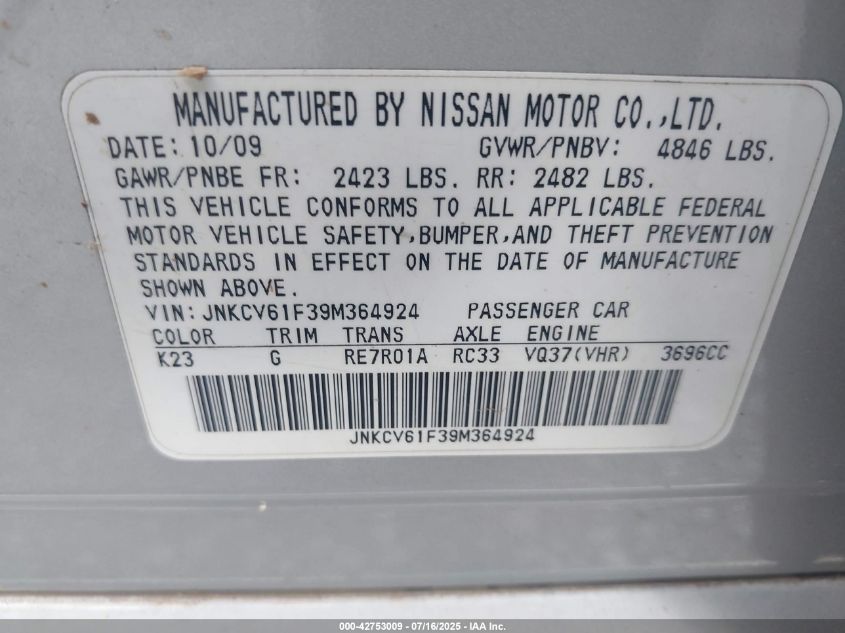 MANUFACTURED BY NISSAN MOTOR CO.,LTD.
DATE: 10/09 GVWR/PNBV: 4846 LBS.
GAWR/PNBE FR: 2423 LBS. RR: 2482 LBS.
THIS VEHICLE CONFORMS TO ALL APPLICABLE FEDERAL
MOTOR VEHICLE SAFETY,BUMPER,AND THEFT PREVENTION
STANDARDS IN EFFECT ON THE DATE OF MANUFACTURE
SHOWN ABOVE.
VIN: JNKCV61F39M364924 PASSENGER CAR
COLOR TRIM TRANS AXLE ENGINE
K23 G RE7R01A RC33 VQ37(VHR) 3696CC
JNKCV61F39M364924
000-42753009 - 07/16/2025 - IAA Inc.